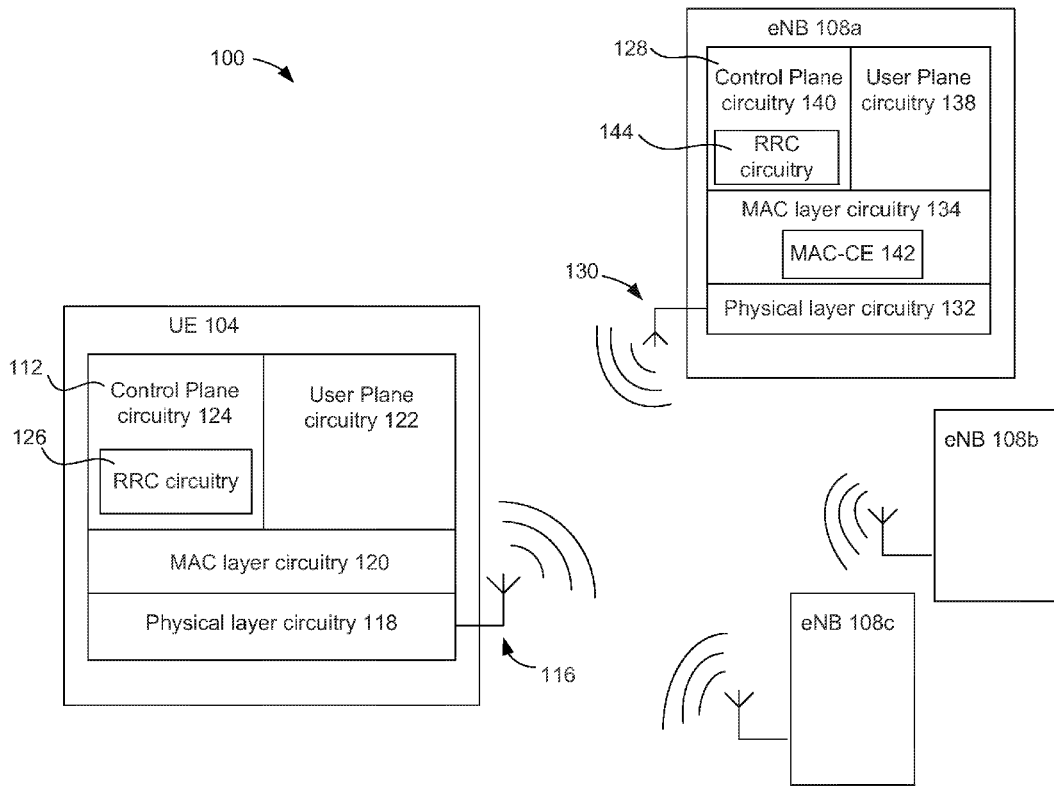 100
eNB 108a
128
Control Plane
circuitry 140
User Plane
circuitry 138
144
RRC
circuitry
MAC layer circuitry 134
MAC-CE 142
130
Physical layer circuitry 132
UE 104
112
Control Plane
circuitry 124
User Plane
circuitry 122
126
RRC circuitry
MAC layer circuitry 120
Physical layer circuitry 118
116
eNB 108b
eNB 108c